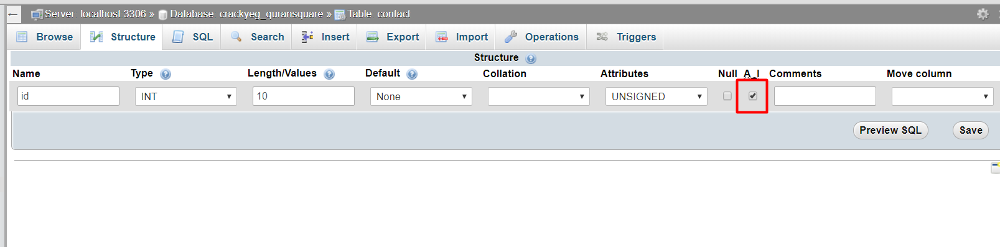 ← Server: localhost:3306 » Database: crackyeg_quransquare » Table: contact
Browse Structure SQL Search Insert Export Import Operations Triggers
Structure
Name Type Length/Values Default Collation Attributes Null A_I Comments Move column
id INT 10 None UNSIGNED
Preview SQL Save